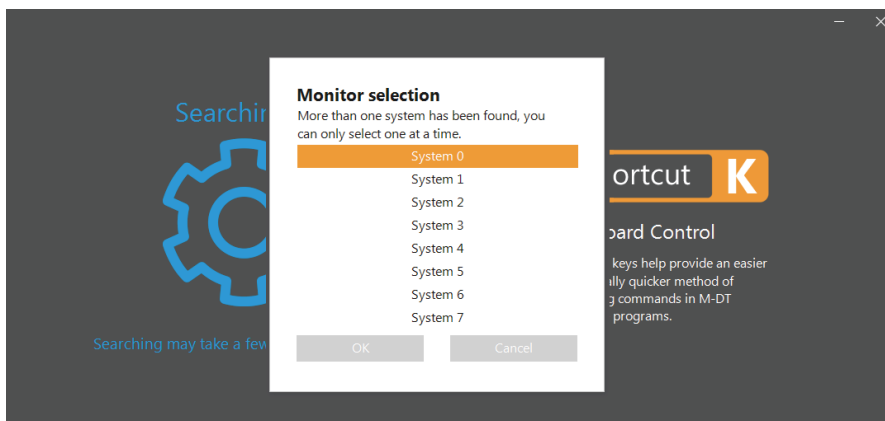 Searchin
Monitor selection
More than one system has been found, you
can only select one at a time.
System 0
System 1
System 2
System 3
System 4
System 5
System 6
System 7
OK
Cancel
Searching may take a few
ortcut K
oard Control
keys help provide an easier
lly quicker method of
g commands in M-DT
programs.